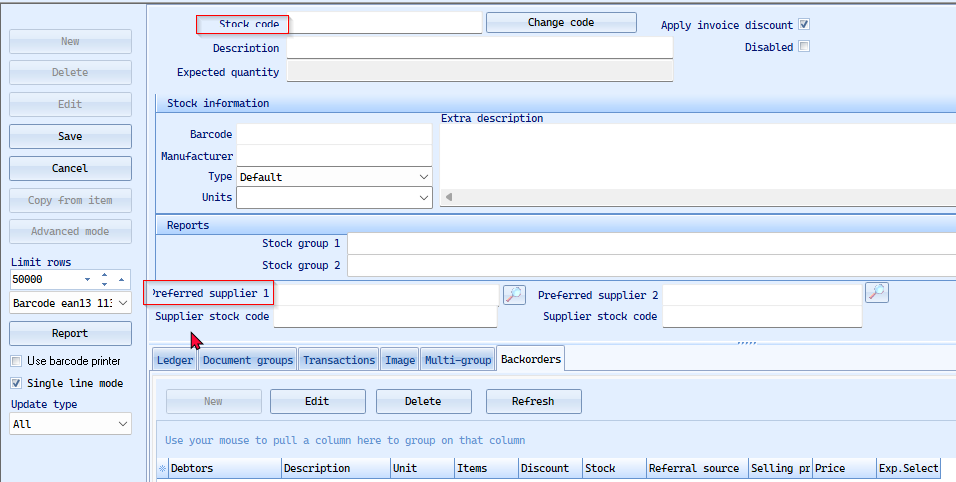 Stock code
Change code
Apply invoice discount
Description
Disabled
Expected quantity
New
Delete
Edit
Save
Cancel
Copy from item
Advanced mode
Limit rows
50000
Barcode ean13 113
Report
Use barcode printer
Single line mode
Update type
All
Stock information
Extra description
Barcode
Manufacturer
Type Default
Units
Reports
Stock group 1
Stock group 2
Preferred supplier 1
Preferred supplier 2
Supplier stock code
Supplier stock code
Ledger Document groups Transactions Image Multi-group Backorders
New Edit Delete Refresh
Use your mouse to pull a column here to group on that column
Debtors Description Unit Items Discount Stock Referral source Selling pr Price Exp.Select